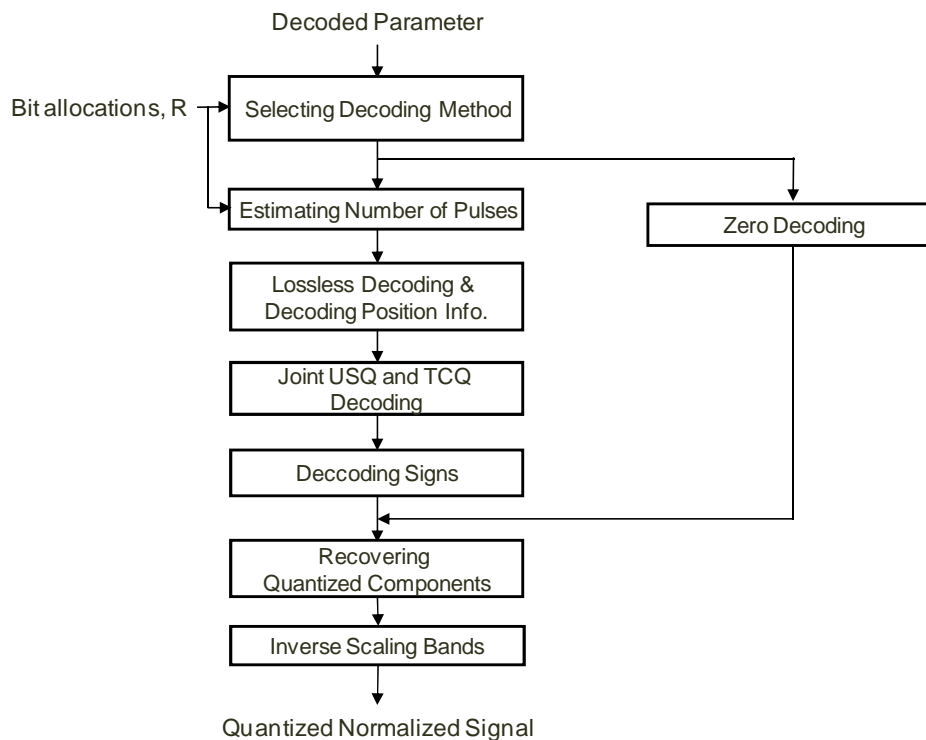 Decoded Parameter
Bit allocations, R
Selecting Decoding Method
Estimating Number of Pulses
Zero Decoding
Lossless Decoding &
Decoding Position Info.
Joint USQ and TCQ
Decoding
Deccoding Signs
Recovering
Quantized Components
Inverse Scaling Bands
Quantized Normalized Signal